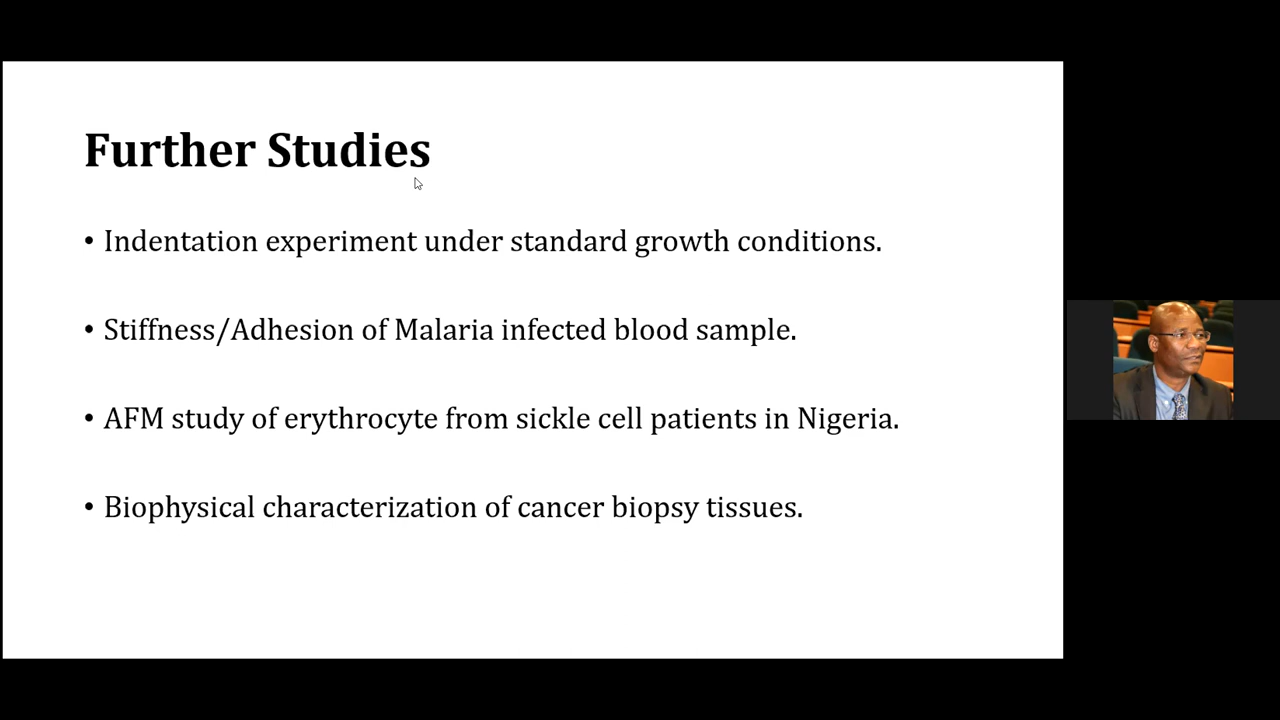 Further Studies
• Indentation experiment under standard growth conditions.
• Stiffness/Adhesion of Malaria infected blood sample.
• AFM study of erythrocyte from sickle cell patients in Nigeria.
• Biophysical characterization of cancer biopsy tissues.